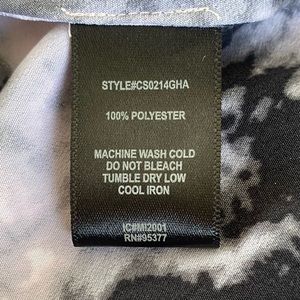 STYLE#CS0214GHA
100% POLYESTER
MACHINE WASH COLD
DO NOT BLEACH
TUMBLE DRY LOW
COOL IRON
IC#MI2001
RN#95377